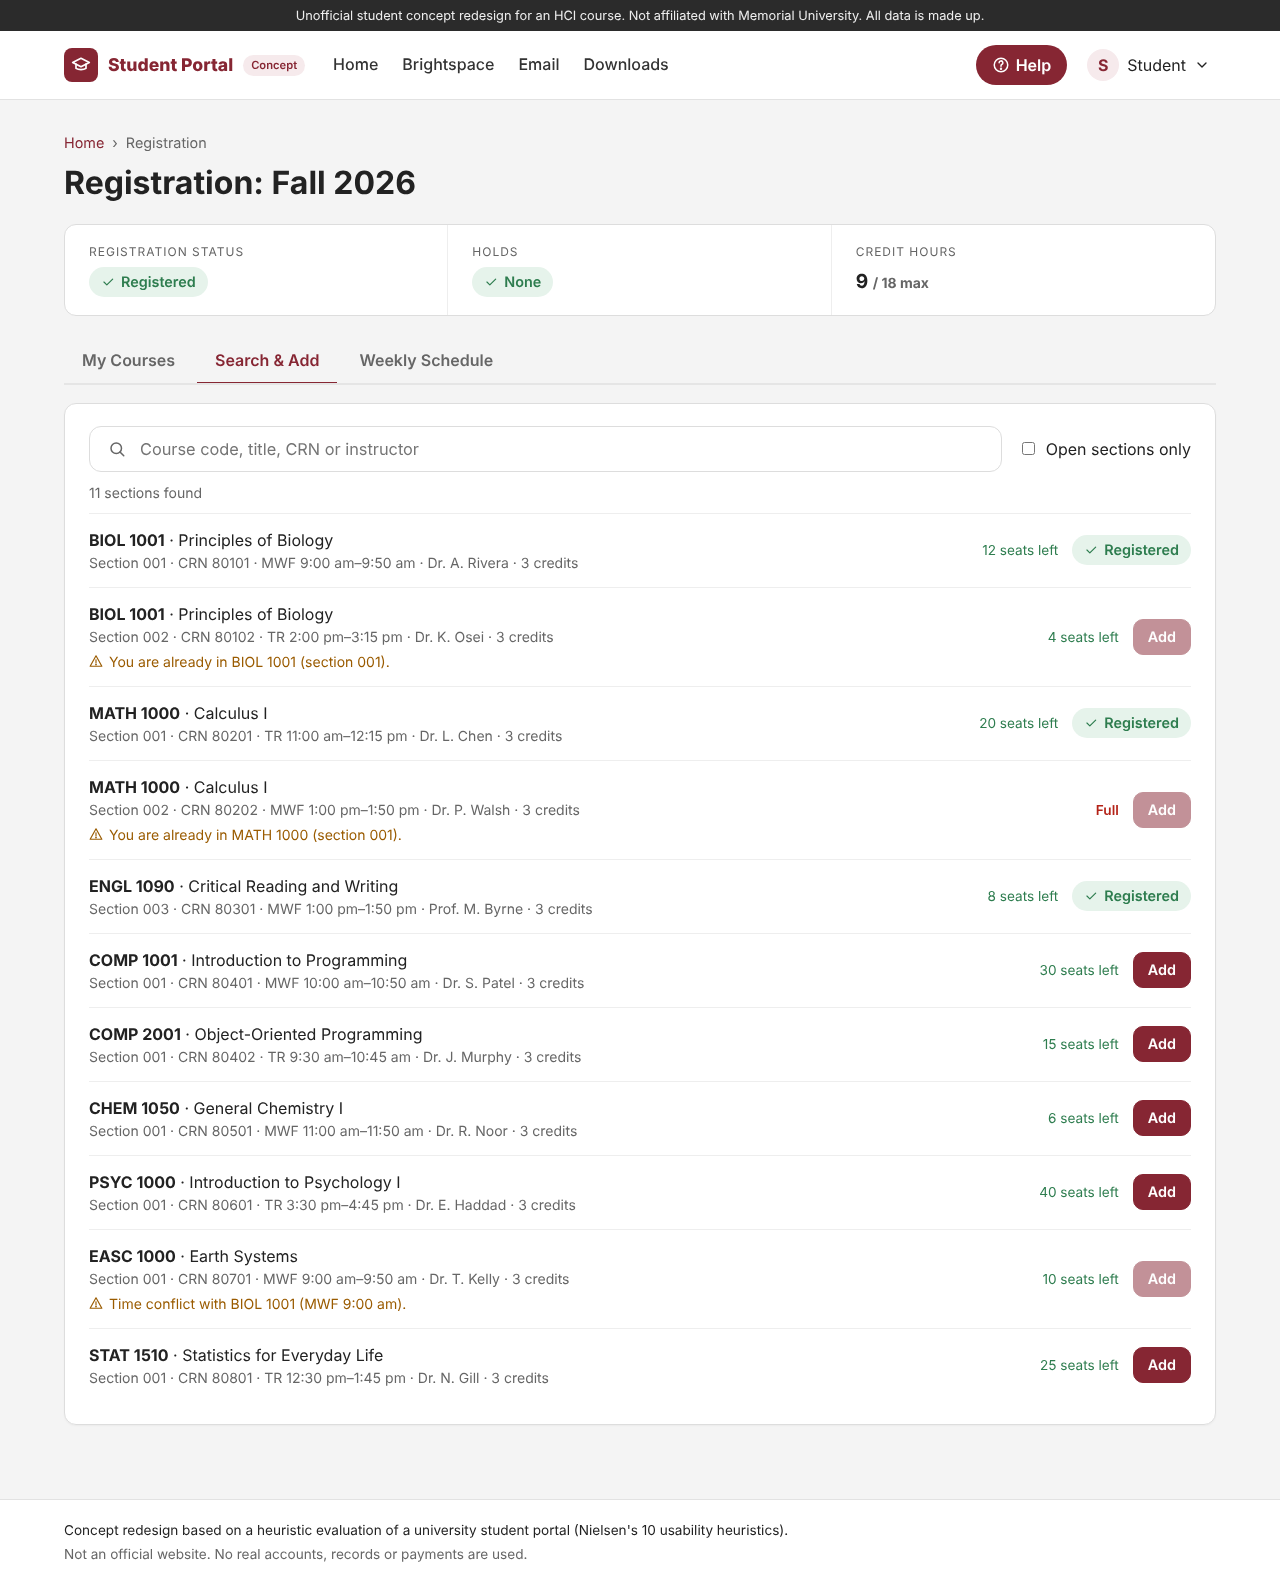 Unofficial student concept redesign for an HCI course. Not affiliated with Memorial University. All data is made up.
Student Portal Concept Home Brightspace Email Downloads Help S Student
Home › Registration
Registration: Fall 2026
REGISTRATION STATUS HOLDS CREDIT HOURS
Registered None 9 / 18 max
My Courses Search & Add Weekly Schedule
Course code, title, CRN or instructor Open sections only
11 sections found
BIOL 1001 · Principles of Biology
Section 001 · CRN 80101 · MWF 9:00 am–9:50 am · Dr. A. Rivera · 3 credits
12 seats left Registered
BIOL 1001 · Principles of Biology
Section 002 · CRN 80102 · TR 2:00 pm–3:15 pm · Dr. K. Osei · 3 credits
You are already in BIOL 1001 (section 001).
4 seats left Add
MATH 1000 · Calculus I
Section 001 · CRN 80201 · TR 11:00 am–12:15 pm · Dr. L. Chen · 3 credits
20 seats left Registered
MATH 1000 · Calculus I
Section 002 · CRN 80202 · MWF 1:00 pm–1:50 pm · Dr. P. Walsh · 3 credits
You are already in MATH 1000 (section 001).
Full Add
ENGL 1090 · Critical Reading and Writing
Section 003 · CRN 80301 · MWF 1:00 pm–1:50 pm · Prof. M. Byrne · 3 credits
8 seats left Registered
COMP 1001 · Introduction to Programming
Section 001 · CRN 80401 · MWF 10:00 am–10:50 am · Dr. S. Patel · 3 credits
30 seats left Add
COMP 2001 · Object-Oriented Programming
Section 001 · CRN 80402 · TR 9:30 am–10:45 am · Dr. J. Murphy · 3 credits
15 seats left Add
CHEM 1050 · General Chemistry I
Section 001 · CRN 80501 · MWF 11:00 am–11:50 am · Dr. R. Noor · 3 credits
6 seats left Add
PSYC 1000 · Introduction to Psychology I
Section 001 · CRN 80601 · TR 3:30 pm–4:45 pm · Dr. E. Haddad · 3 credits
40 seats left Add
EASC 1000 · Earth Systems
Section 001 · CRN 80701 · MWF 9:00 am–9:50 am · Dr. T. Kelly · 3 credits
Time conflict with BIOL 1001 (MWF 9:00 am).
10 seats left Add
STAT 1510 · Statistics for Everyday Life
Section 001 · CRN 80801 · TR 12:30 pm–1:45 pm · Dr. N. Gill · 3 credits
25 seats left Add
Concept redesign based on a heuristic evaluation of a university student portal (Nielsen's 10 usability heuristics).
Not an official website. No real accounts, records or payments are used.